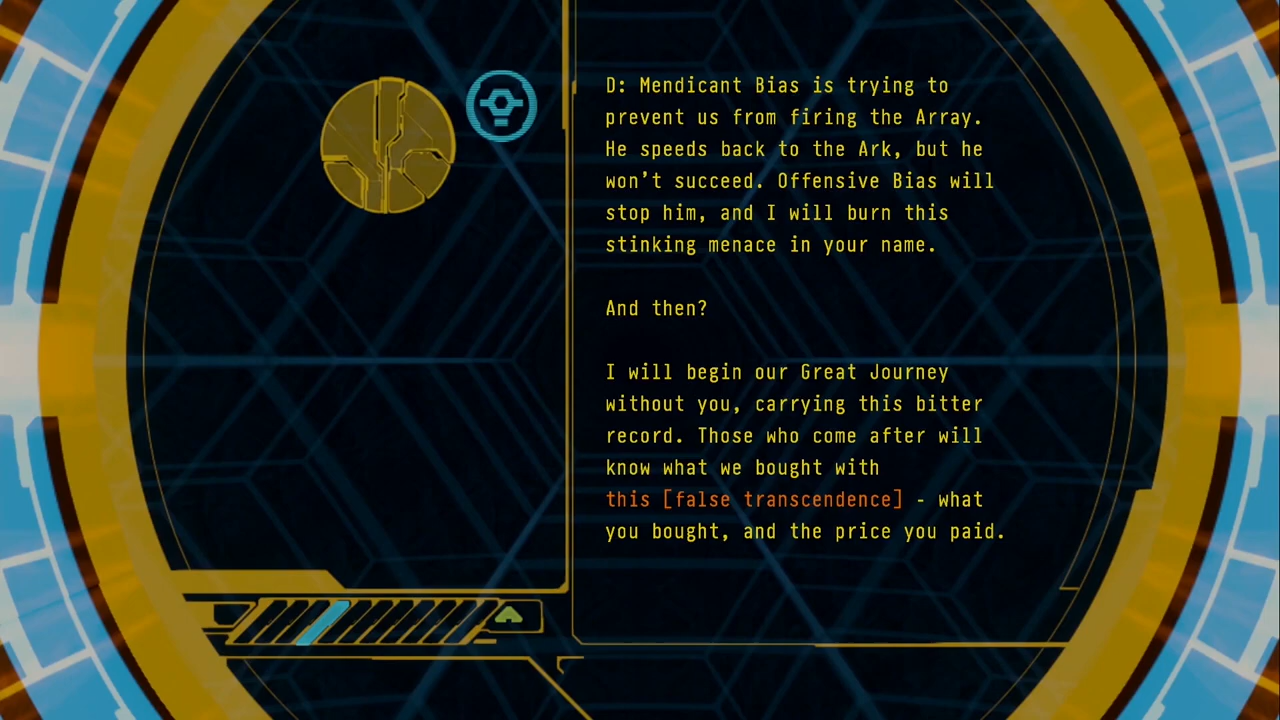 D: Mendicant Bias is trying to
prevent us from firing the Array.
He speeds back to the Ark, but he
won't succeed. Offensive Bias will
stop him, and I will burn this
stinking menace in your name.
And then?
I will begin our Great Journey
without you, carrying this bitter
record. Those who come after will
know what we bought with
this [false transcendence] - what
you bought, and the price you paid.